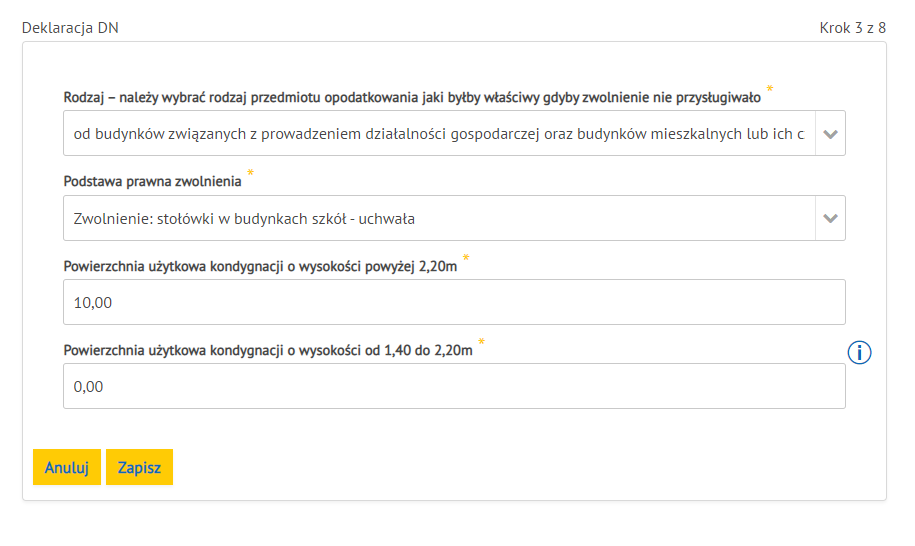 Deklaracja DN
Krok 3 z 8
Rodzaj – należy wybrać rodzaj przedmiotu opodatkowania jaki byłby właściwy gdyby zwolnienie nie przysługiwało *
od budynków związanych z prowadzeniem działalności gospodarczej oraz budynków mieszkalnych lub ich c
Podstawa prawna zwolnienia *
Zwolnienie: stołówki w budynkach szkół - uchwała
Powierzchnia użytkowa kondygnacji o wysokości powyżej 2,20m *
10,00
Powierzchnia użytkowa kondygnacji o wysokości od 1,40 do 2,20m *
i
0,00
Anuluj
Zapisz